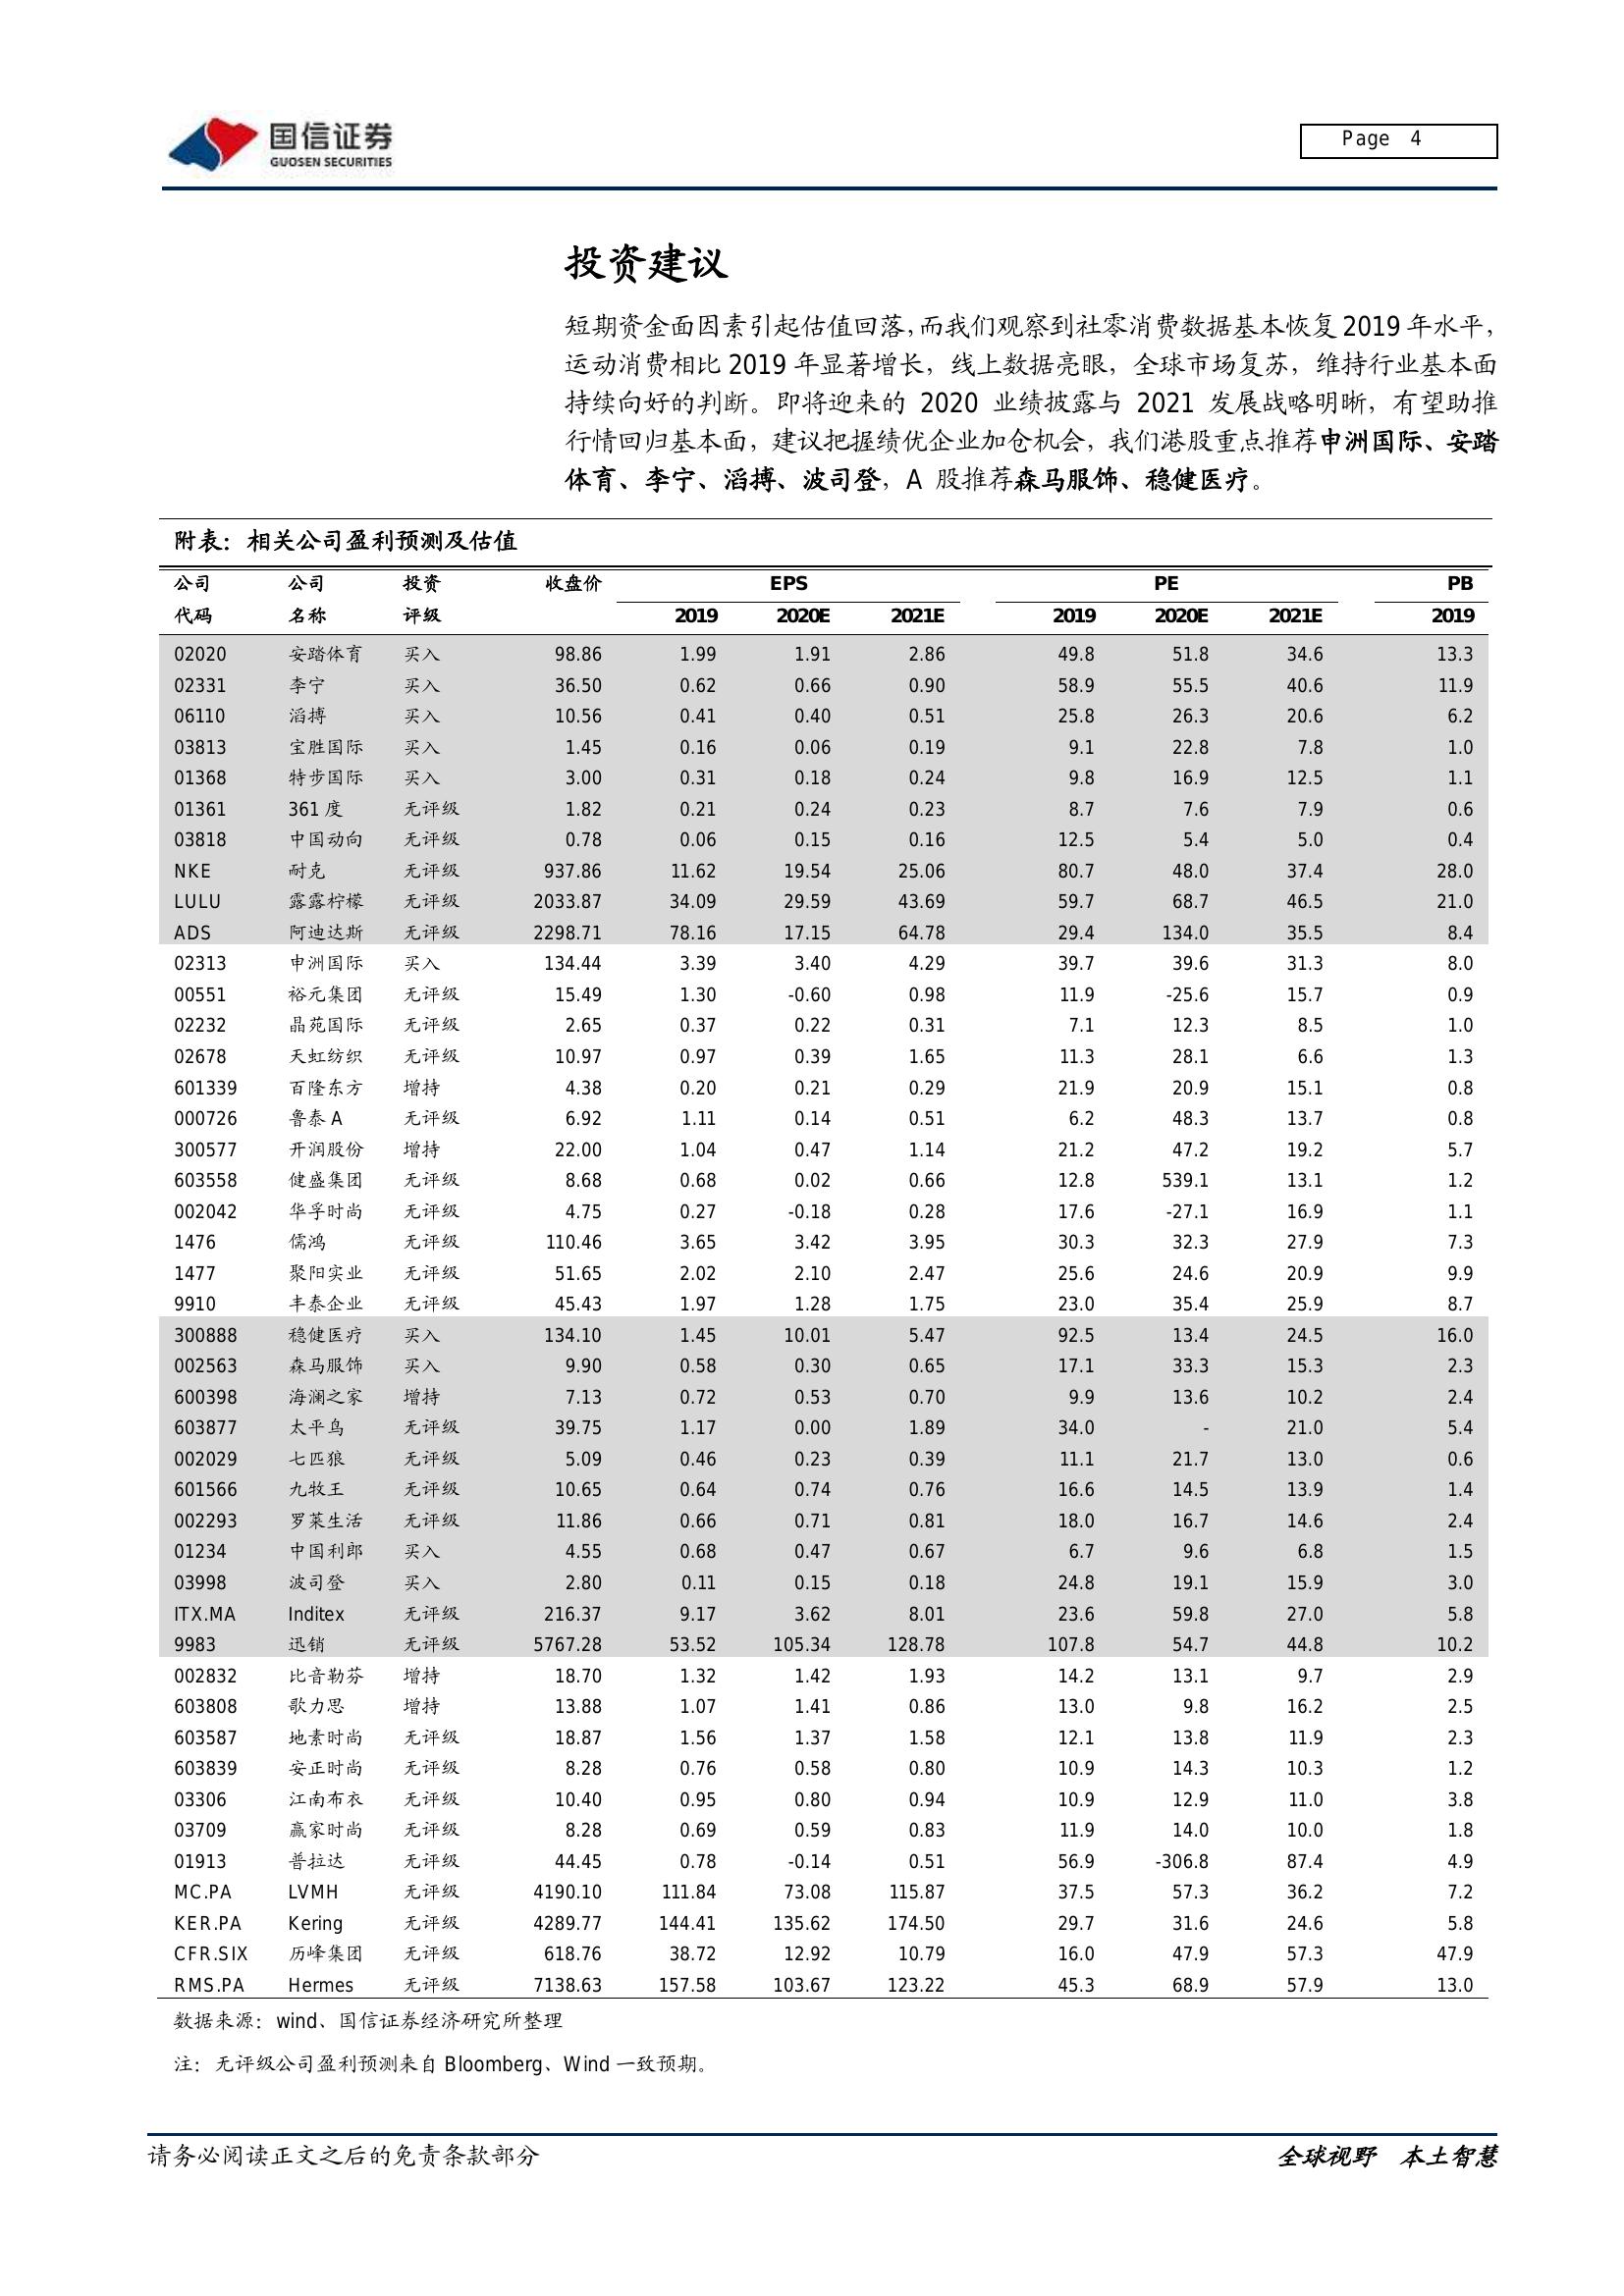 国信证券
GUOSEN SECURITIES
Page 4
投资建议
短期资金面因素引起估值回落，而我们观察到社零消费数据基本恢复 2019 年水平，
运动消费相比 2019 年显著增长，线上数据亮眼，全球市场复苏，维持行业基本面
持续向好的判断。即将迎来的 2020 业绩披露与 2021 发展战略明晰，有望助推
行情回归基本面，建议把握绩优企业加仓机会，我们港股重点推荐申洲国际、安踏
体育、李宁、滔搏、波司登，A 股推荐森马服饰、稳健医疗。
附表：相关公司盈利预测及估值
公司 公司 投资 收盘价 EPS PE PB
代码 名称 评级 2019 2020E 2021E 2019 2020E 2021E 2019
02020 安踏体育 买入 98.86 1.99 1.91 2.86 49.8 51.8 34.6 13.3
02331 李宁 买入 36.50 0.62 0.66 0.90 58.9 55.5 40.6 11.9
06110 滔搏 买入 10.56 0.41 0.40 0.51 25.8 26.3 20.6 6.2
03813 宝胜国际 买入 1.45 0.16 0.06 0.19 9.1 22.8 7.8 1.0
01368 特步国际 买入 3.00 0.31 0.18 0.24 9.8 16.9 12.5 1.1
01361 361 度 无评级 1.82 0.21 0.24 0.23 8.7 7.6 7.9 0.6
03818 中国动向 无评级 0.78 0.06 0.15 0.16 12.5 5.4 5.0 0.4
NKE 耐克 无评级 937.86 11.62 19.54 25.06 80.7 48.0 37.4 28.0
LULU 露露柠檬 无评级 2033.87 34.09 29.59 43.69 59.7 68.7 46.5 21.0
ADS 阿迪达斯 无评级 2298.71 78.16 17.15 64.78 29.4 134.0 35.5 8.4
02313 申洲国际 买入 134.44 3.39 3.40 4.29 39.7 39.6 31.3 8.0
00551 裕元集团 无评级 15.49 1.30 -0.60 0.98 11.9 -25.6 15.7 0.9
02232 晶苑国际 无评级 2.65 0.37 0.22 0.31 7.1 12.3 8.5 1.0
02678 天虹纺织 无评级 10.97 0.97 0.39 1.65 11.3 28.1 6.6 1.3
601339 百隆东方 增持 4.38 0.20 0.21 0.29 21.9 20.9 15.1 0.8
000726 鲁泰 A 无评级 6.92 1.11 0.14 0.51 6.2 48.3 13.7 0.8
300577 开润股份 增持 22.00 1.04 0.47 1.14 21.2 47.2 19.2 5.7
603558 健盛集团 无评级 8.68 0.68 0.02 0.66 12.8 539.1 13.1 1.2
002042 华孚时尚 无评级 4.75 0.27 -0.18 0.28 17.6 -27.1 16.9 1.1
1476 儒鸿 无评级 110.46 3.65 3.42 3.95 30.3 32.3 27.9 7.3
1477 聚阳实业 无评级 51.65 2.02 2.10 2.47 25.6 24.6 20.9 9.9
9910 丰泰企业 无评级 45.43 1.97 1.28 1.75 23.0 35.4 25.9 8.7
300888 稳健医疗 买入 134.10 1.45 10.01 5.47 92.5 13.4 24.5 16.0
002563 森马服饰 买入 9.90 0.58 0.30 0.65 17.1 33.3 15.3 2.3
600398 海澜之家 增持 7.13 0.72 0.53 0.70 9.9 13.6 10.2 2.4
603877 太平鸟 无评级 39.75 1.17 0.00 1.89 34.0 - 21.0 5.4
002029 七匹狼 无评级 5.09 0.46 0.23 0.39 11.1 21.7 13.0 0.6
601566 九牧王 无评级 10.65 0.64 0.74 0.76 16.6 14.5 13.9 1.4
002293 罗莱生活 无评级 11.86 0.66 0.71 0.81 18.0 16.7 14.6 2.4
01234 中国利郎 买入 4.55 0.68 0.47 0.67 6.7 9.6 6.8 1.5
03998 波司登 买入 2.80 0.11 0.15 0.18 24.8 19.1 15.9 3.0
ITX.MA Inditex 无评级 216.37 9.17 3.62 8.01 23.6 59.8 27.0 5.8
9983 迅销 无评级 5767.28 53.52 105.34 128.78 107.8 54.7 44.8 10.2
002832 比音勒芬 增持 18.70 1.32 1.42 1.93 14.2 13.1 9.7 2.9
603808 歌力思 增持 13.88 1.07 1.41 0.86 13.0 9.8 16.2 2.5
603587 地素时尚 无评级 18.87 1.56 1.37 1.58 12.1 13.8 11.9 2.3
603839 安正时尚 无评级 8.28 0.76 0.58 0.80 10.9 14.3 10.3 1.2
03306 江南布衣 无评级 10.40 0.95 0.80 0.94 10.9 12.9 11.0 3.8
03709 赢家时尚 无评级 8.28 0.69 0.59 0.83 11.9 14.0 10.0 1.8
01913 普拉达 无评级 44.45 0.78 -0.14 0.51 56.9 -306.8 87.4 4.9
MC.PA LVMH 无评级 4190.10 111.84 73.08 115.87 37.5 57.3 36.2 7.2
KER.PA Kering 无评级 4289.77 144.41 135.62 174.50 29.7 31.6 24.6 5.8
CFR.SIX 历峰集团 无评级 618.76 38.72 12.92 10.79 16.0 47.9 57.3 47.9
RMS.PA Hermes 无评级 7138.63 157.58 103.67 123.22 45.3 68.9 57.9 13.0
数据来源：wind、国信证券经济研究所整理
注：无评级公司盈利预测来自 Bloomberg、Wind 一致预期。
请务必阅读正文之后的免责条款部分 全球视野 本土智慧